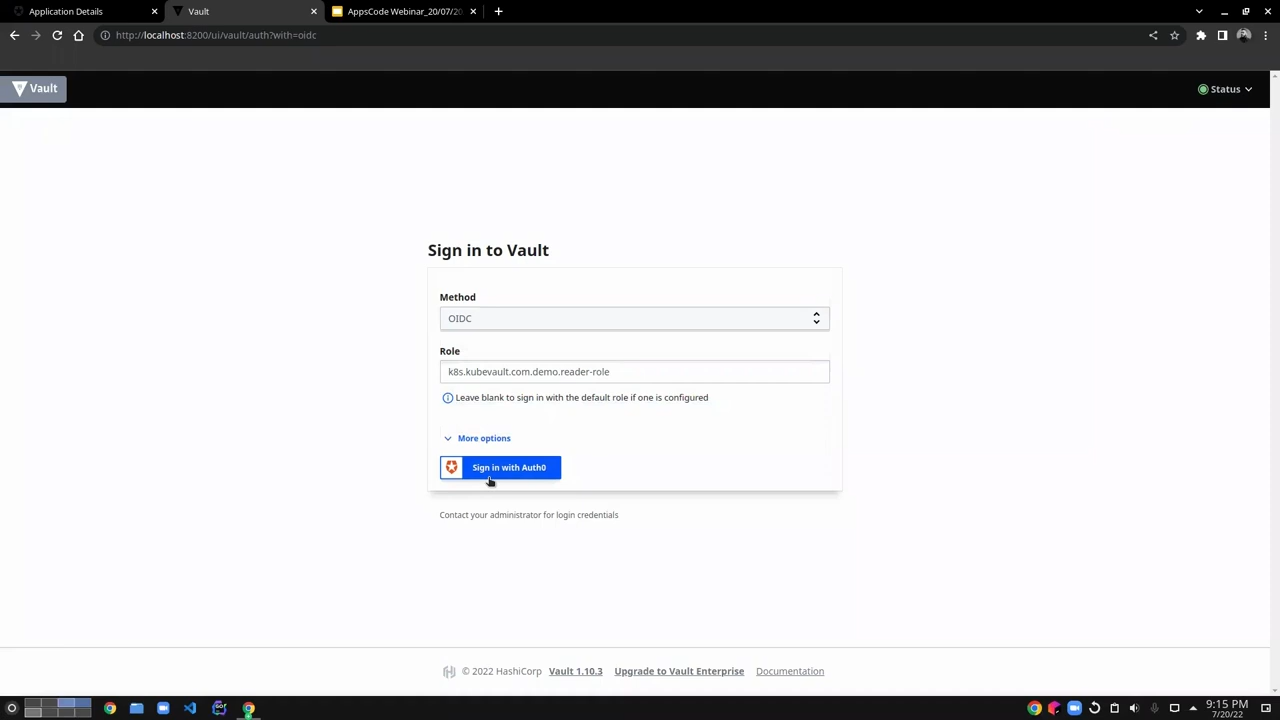 Application Details
Vault
AppsCode Webinar_20/07/20
http://localhost:8200/ui/vault/auth?with=oidc
Vault
Status
Sign in to Vault
Method
OIDC
Role
k8s.kubevault.com.demo.reader-role
Leave blank to sign in with the default role if one is configured
More options
Sign in with Auth0
Contact your administrator for login credentials
© 2022 HashiCorp Vault 1.10.3 Upgrade to Vault Enterprise Documentation
9:15 PM
7/20/22